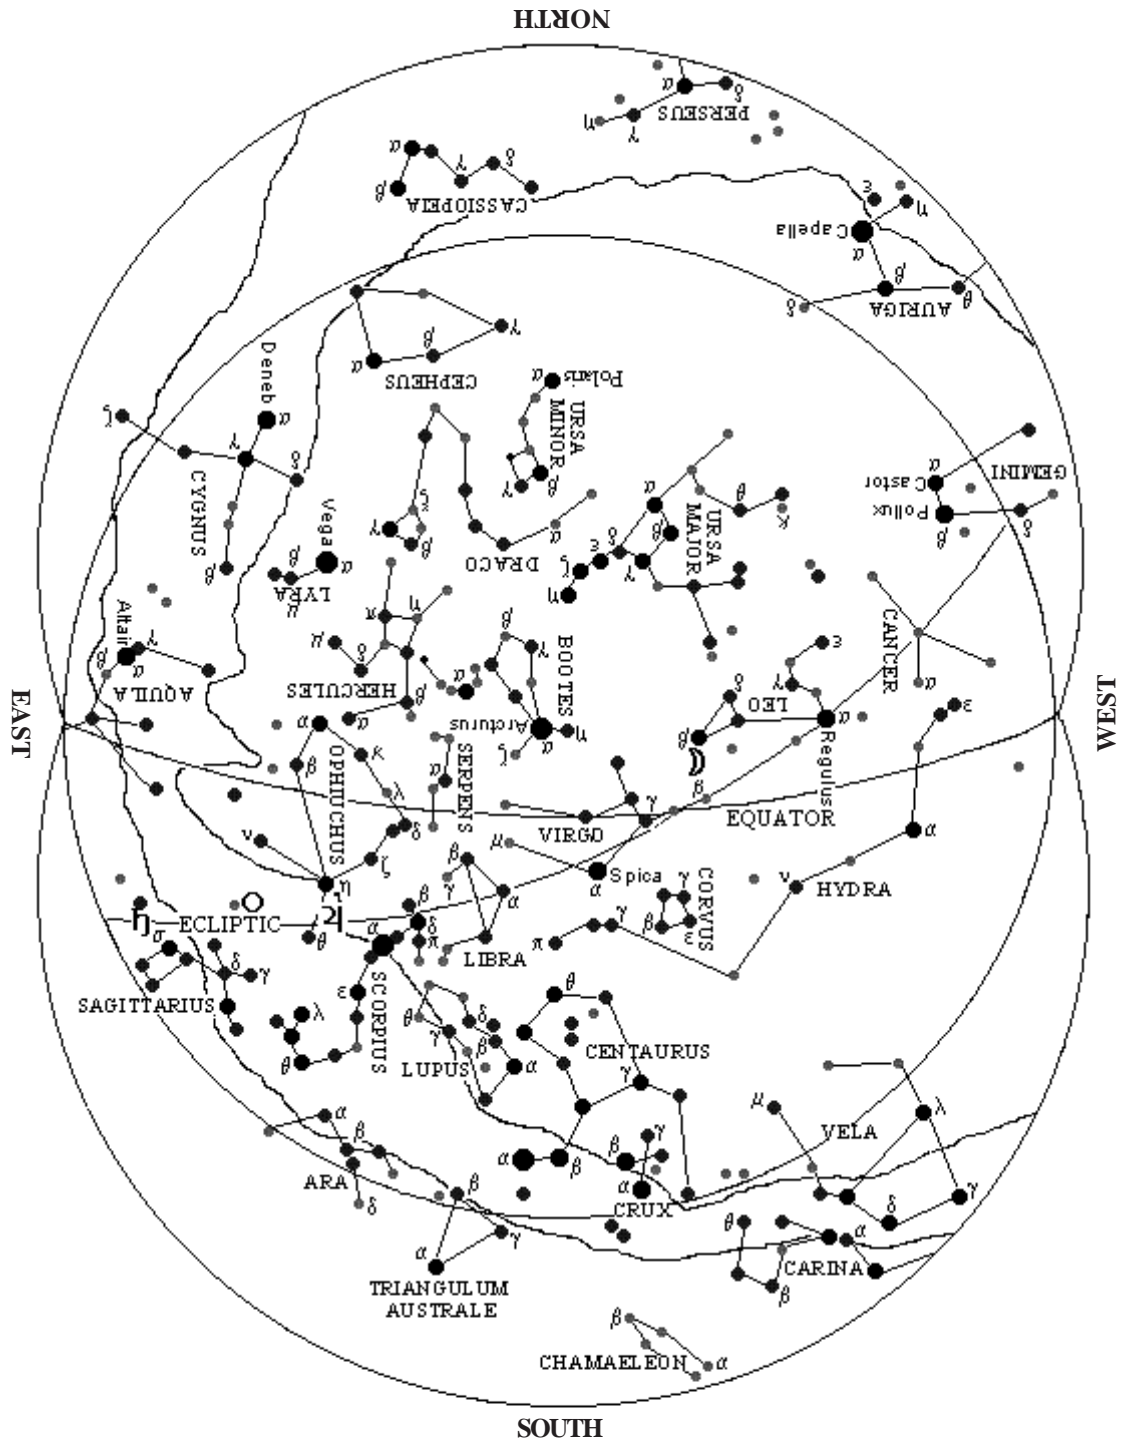 NORTH
α
δ
PERSEUS
η
γ
α
γ
δ
β
CASSIOPEIA
ε
η
Capella
α
β
θ
δ
AURIGA
γ
β
α
CEPHEUS
Deneb
α
Polaris
α
URSA
MINOR
β
γ
ζ
γ
δ
CYGNUS
β
GEMINI
α
Castor
Pollux
β
δ
ζ
γ
β
α
DRACO
α
θ
κ
β
URSA
MAJOR
δ
ε
γ
ζ
η
Vega
α
β
LYRA
μ
π
η
μ
δ
HERCULES
α
β
α
β
γ
BOOTES
Arcturus
α
η
ζ
ε
γ
δ
LEO
α
Regulus
β
CANCER
α
ε
Altair
γ
β
α
AQUILA
EAST
WEST
α
β
κ
λ
OPHIUCHUS
δ
ζ
ν
η
θ
SERPENS
α
VIRGO
γ
β
EQUATOR
μ
α
Spica
β
γ
α
LIBRA
CORVUS
γ
β
ε
π
γ
ν
HYDRA
α
ECLIPTIC
σ
δ
γ
SAGITTARIUS
β
α
δ
π
SCORPIUS
ε
λ
θ
θ
γ
δ
β
LUPUS
α
θ
CENTAURUS
γ
α
β
β
γ
α
CRUX
μ
VELA
λ
γ
δ
α
β
ARA
δ
β
α
γ
TRIANGULUM
AUSTRALE
θ
α
CARINA
β
β
CHAMAELEON
α
SOUTH